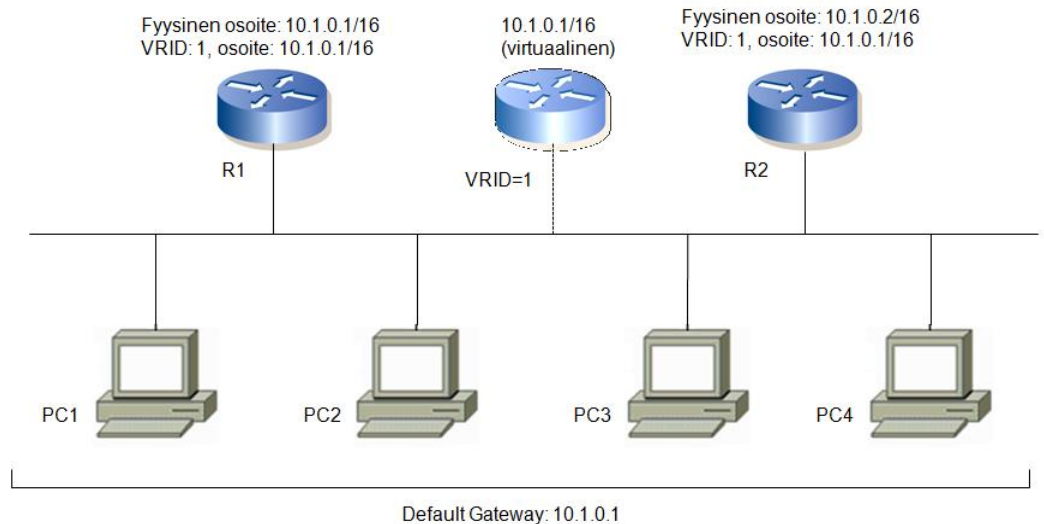 Fyysinen osoite: 10.1.0.1/16
VRID: 1, osoite: 10.1.0.1/16
10.1.0.1/16
(virtuaalinen)
Fyysinen osoite: 10.1.0.2/16
VRID: 1, osoite: 10.1.0.1/16
R1
VRID=1
R2
PC1
PC2
PC3
PC4
Default Gateway: 10.1.0.1